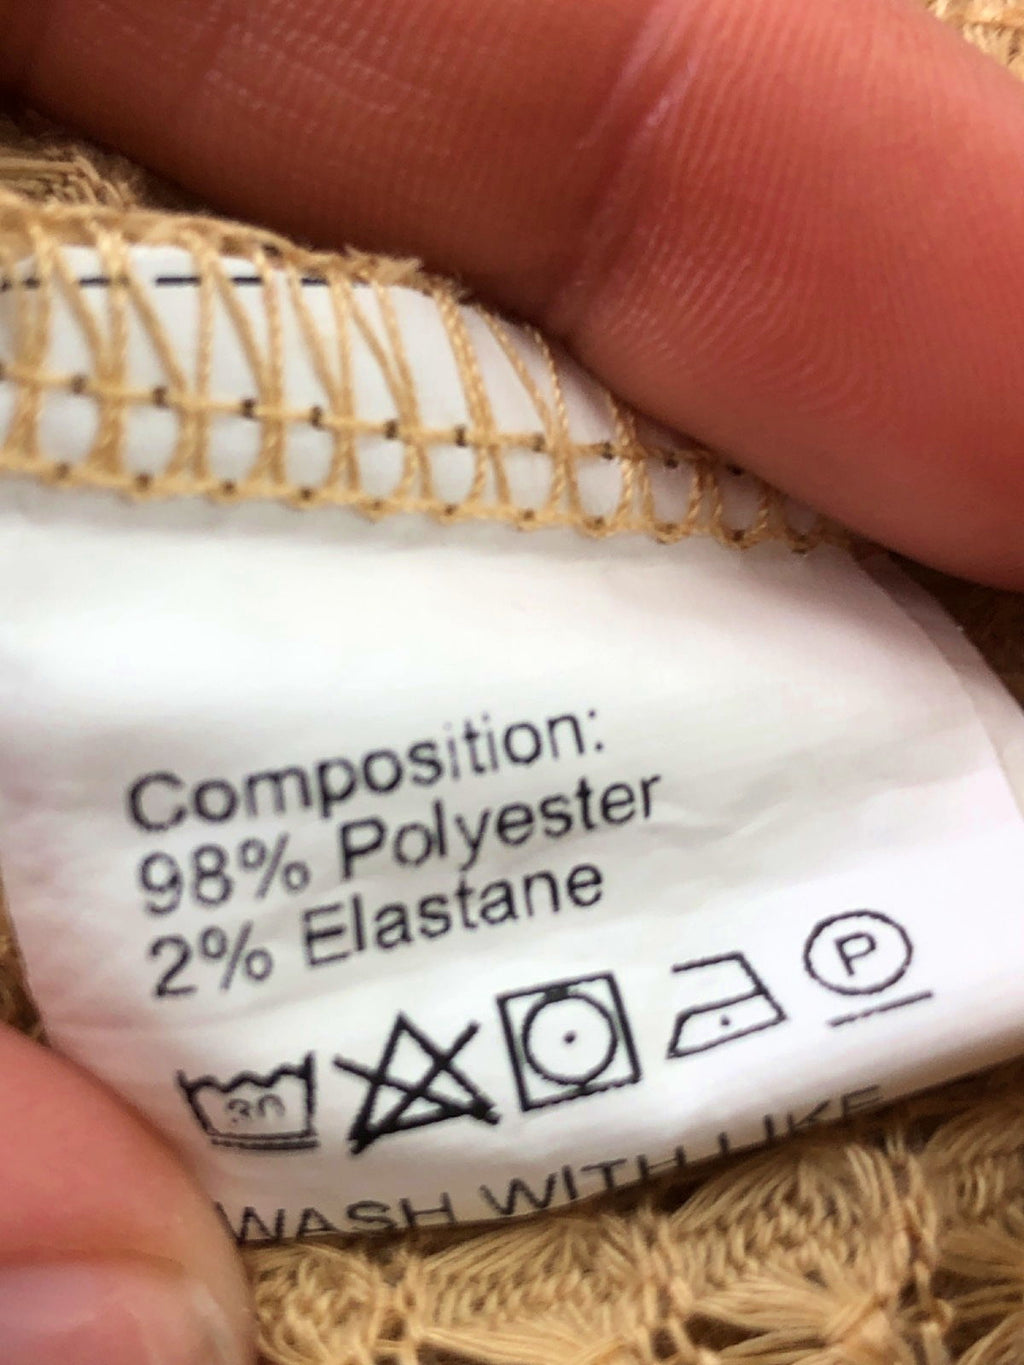 Composition:
98% Polyester
2% Elastane
30 P
WASH WITH LIKE